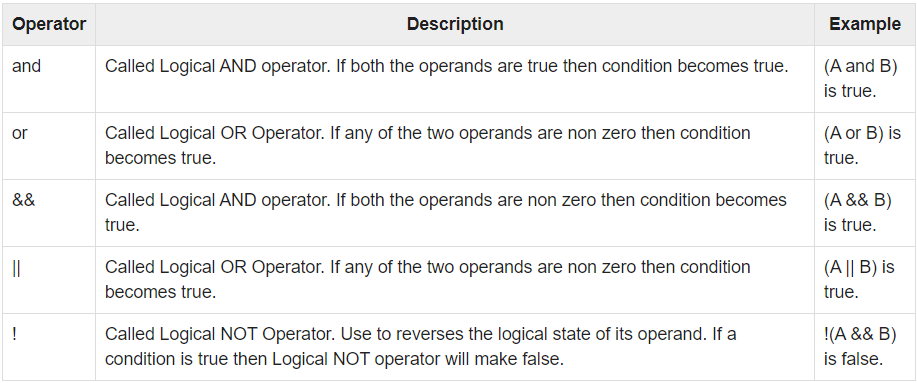 Operator Description Example
and Called Logical AND operator. If both the operands are true then condition becomes true. (A and B)
is true.
or Called Logical OR Operator. If any of the two operands are non zero then condition (A or B) is
becomes true. true.
&& Called Logical AND operator. If both the operands are non zero then condition becomes (A && B)
true. is true.
|| Called Logical OR Operator. If any of the two operands are non zero then condition (A || B) is
becomes true. true.
! Called Logical NOT Operator. Use to reverses the logical state of its operand. If a !(A && B)
condition is true then Logical NOT operator will make false. is false.